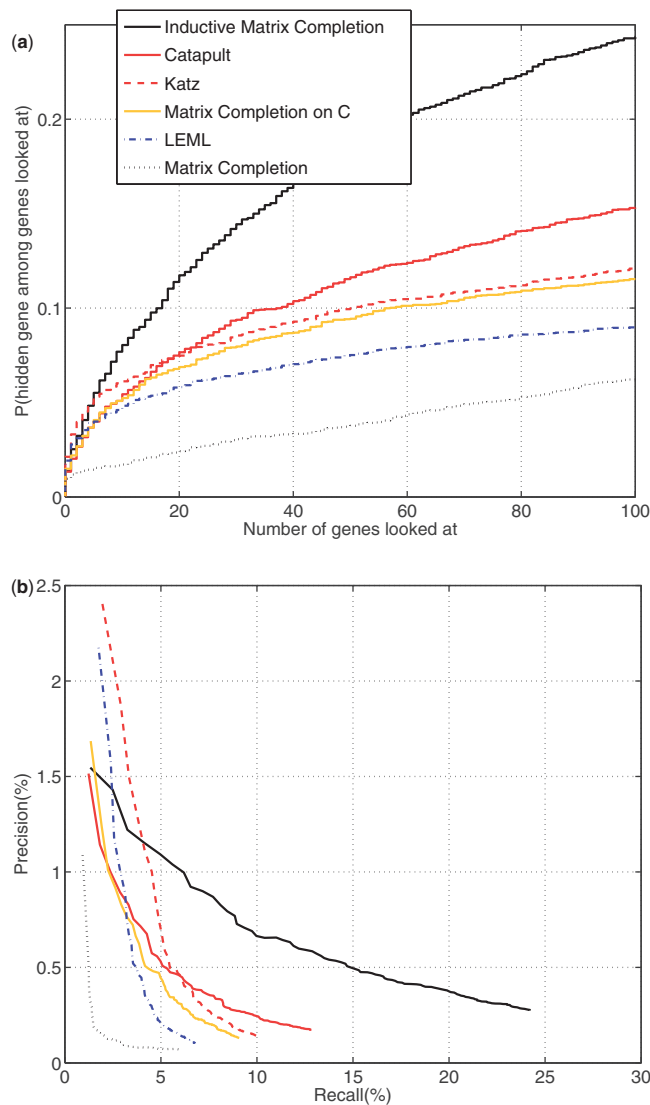 (a)
Inductive Matrix Completion
Catapult
Katz
Matrix Completion on C
LEML
Matrix Completion
P(hidden gene among genes looked at)
0.2
0.1
0
0 20 40 60 80 100
Number of genes looked at
(b)
Precision(%)
2.5
2
1.5
1
0.5
0
0 5 10 15 20 25 30
Recall(%)